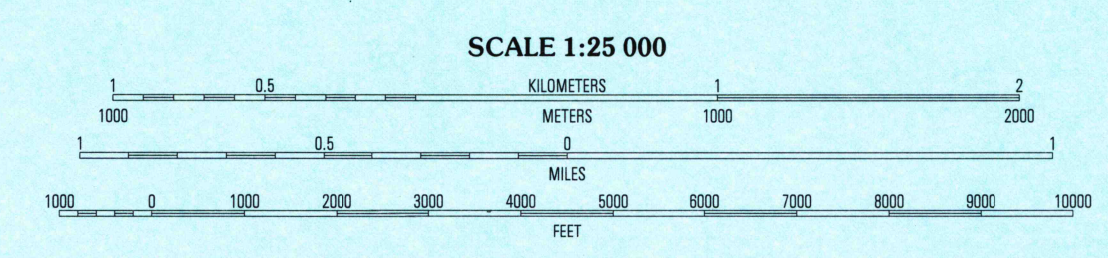 SCALE 1:25 000
1 0.5 KILOMETERS 1 2
1000 METERS 1000 2000
1 0.5 0 1
MILES
1000 0 1000 2000 3000 4000 5000 6000 7000 8000 9000 10000
FEET